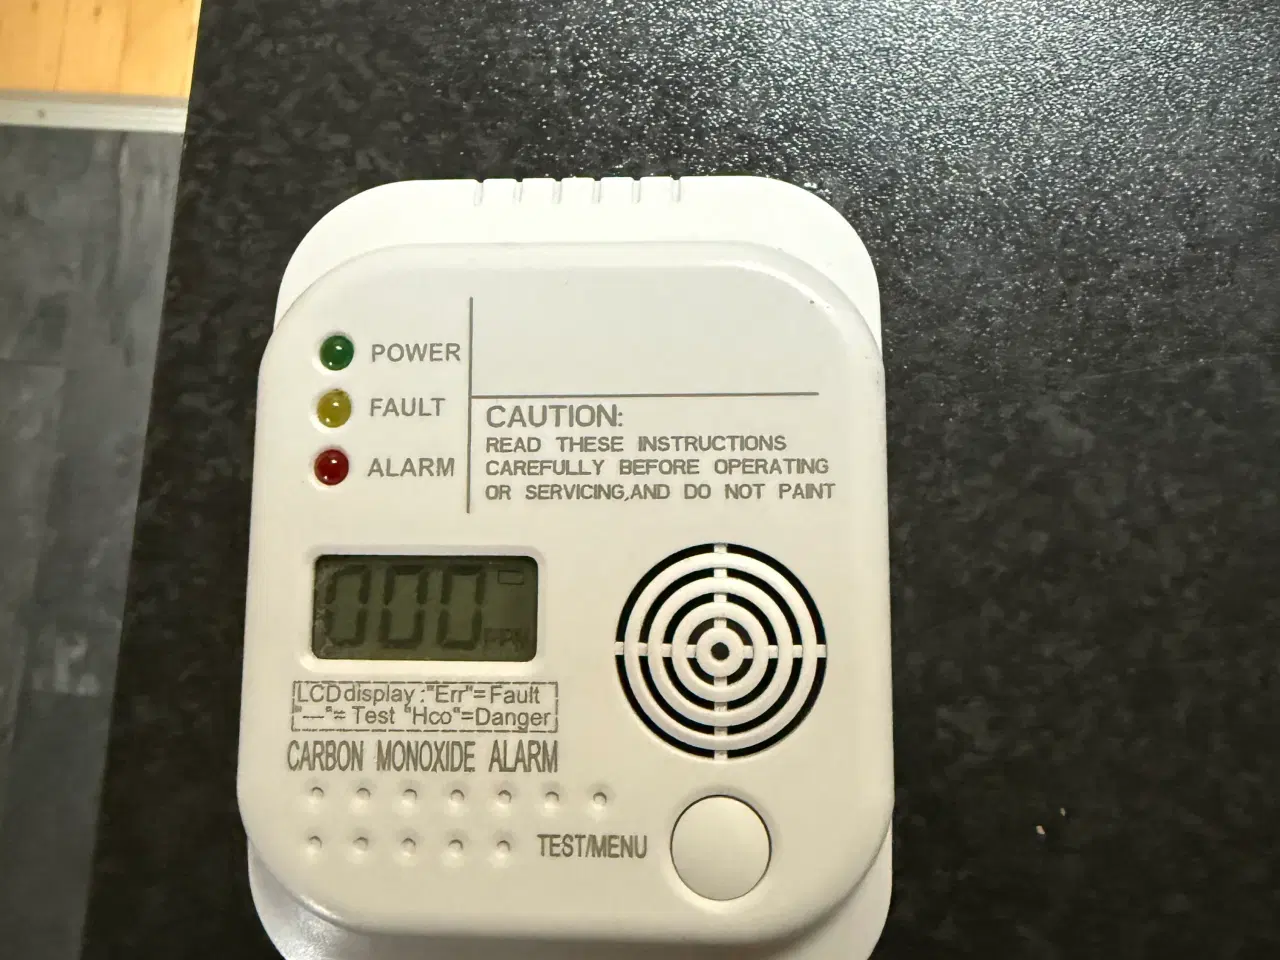 POWER
FAULT
ALARM
CAUTION:
READ THESE INSTRUCTIONS
CAREFULLY BEFORE OPERATING
OR SERVICING,AND DO NOT PAINT
000
PPM
LCD display :"Err"=Fault
"---"= Test "Hco"=Danger
CARBON MONOXIDE ALARM
TEST/MENU